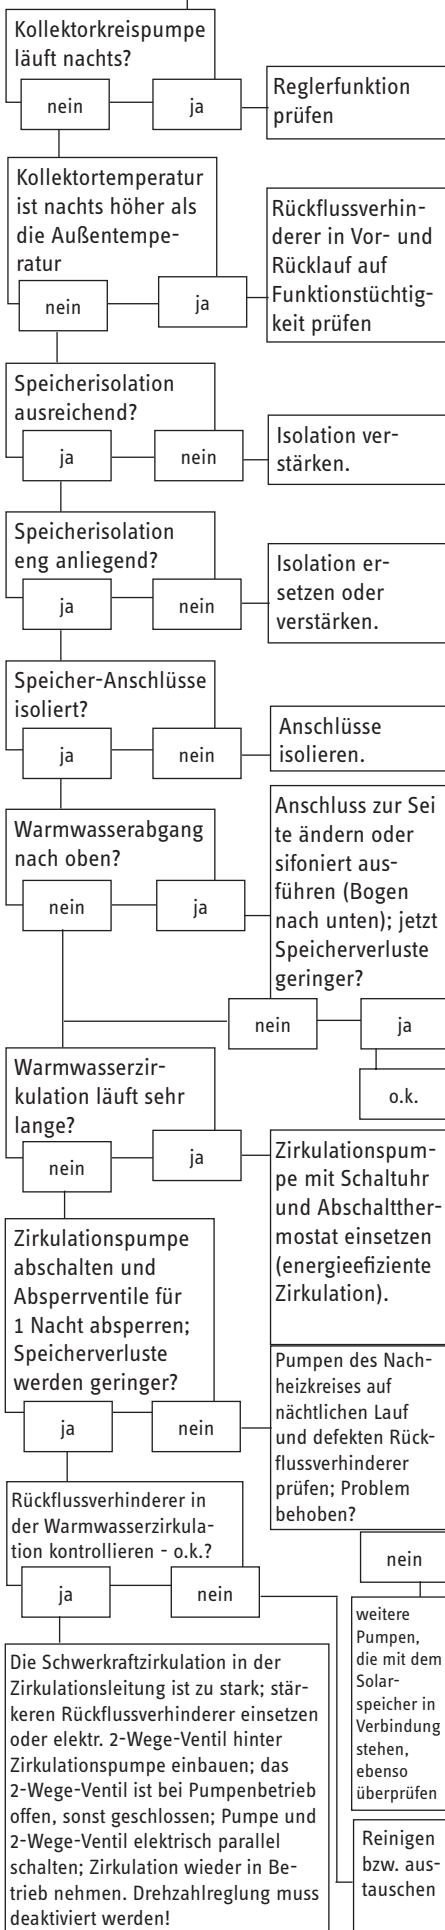 Kollektorkreispumpe
läuft nachts?
nein
ja
Reglerfunktion
prüfen
Kollektortemperatur
ist nachts höher als
die Außentempe-
ratur
nein
ja
Rückflussverhin-
derer in Vor- und
Rücklauf auf
Funktionstüchtig-
keit prüfen
Speicherisolation
ausreichend?
ja
nein
Isolation ver-
stärken.
Speicherisolation
eng anliegend?
ja
nein
Isolation er-
setzen oder
verstärken.
Speicher-Anschlüsse
isoliert?
ja
nein
Anschlüsse
isolieren.
Warmwasserabgang
nach oben?
nein
ja
Anschluss zur Sei
te ändern oder
sifoniert aus-
führen (Bogen
nach unten); jetzt
Speicherverluste
geringer?
nein
ja
o.k.
Warmwasserzir-
kulation läuft sehr
lange?
nein
ja
Zirkulationspum-
pe mit Schaltuhr
und Abschaltther-
mostat einsetzen
(energieefiziente
Zirkulation).
Zirkulationspumpe
abschalten und
Absperrventile für
1 Nacht absperren;
Speicherverluste
werden geringer?
ja
nein
Pumpen des Nach-
heizkreises auf
nächtlichen Lauf
und defekten Rück-
flussverhinderer
prüfen; Problem
behoben?
nein
weitere
Pumpen,
die mit dem
Solar-
speicher in
Verbindung
stehen,
ebenso
überprüfen
Rückflussverhinderer in
der Warmwasserzirkula-
tion kontrollieren - o.k.?
ja
nein
Reinigen
bzw. aus-
tauschen
Die Schwerkraftzirkulation in der
Zirkulationsleitung ist zu stark; stär-
keren Rückflussverhinderer einsetzen
oder elektr. 2-Wege-Ventil hinter
Zirkulationspumpe einbauen; das
2-Wege-Ventil ist bei Pumpenbetrieb
offen, sonst geschlossen; Pumpe und
2-Wege-Ventil elektrisch parallel
schalten; Zirkulation wieder in Be-
trieb nehmen. Drehzahlreglung muss
deaktiviert werden!